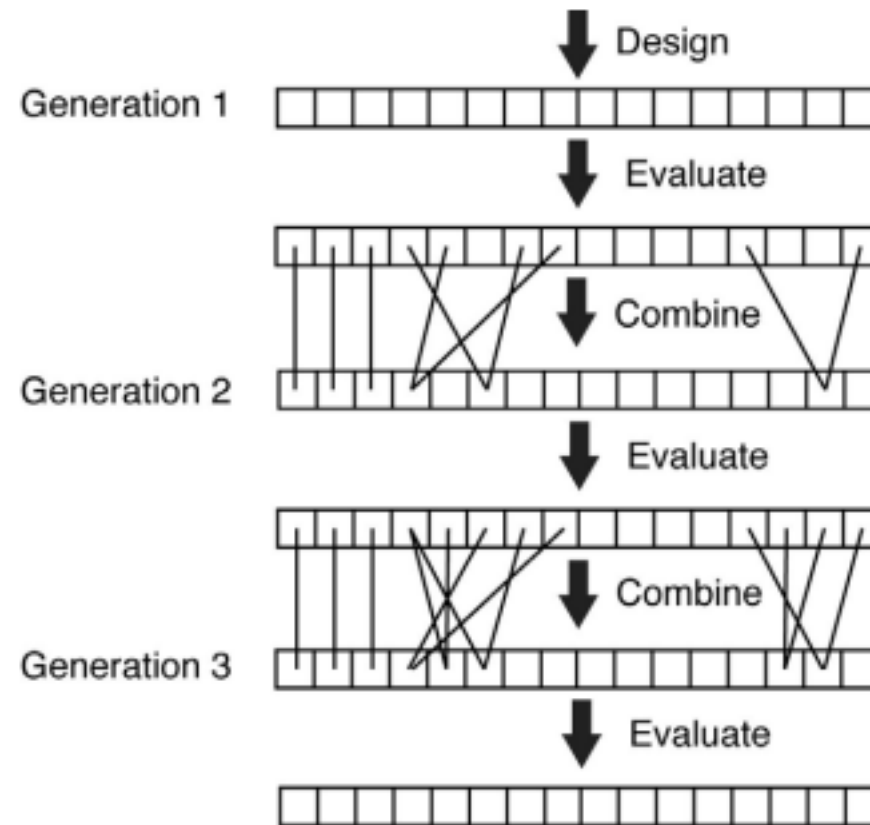 Design
Generation 1
Evaluate
Combine
Generation 2
Evaluate
Combine
Generation 3
Evaluate